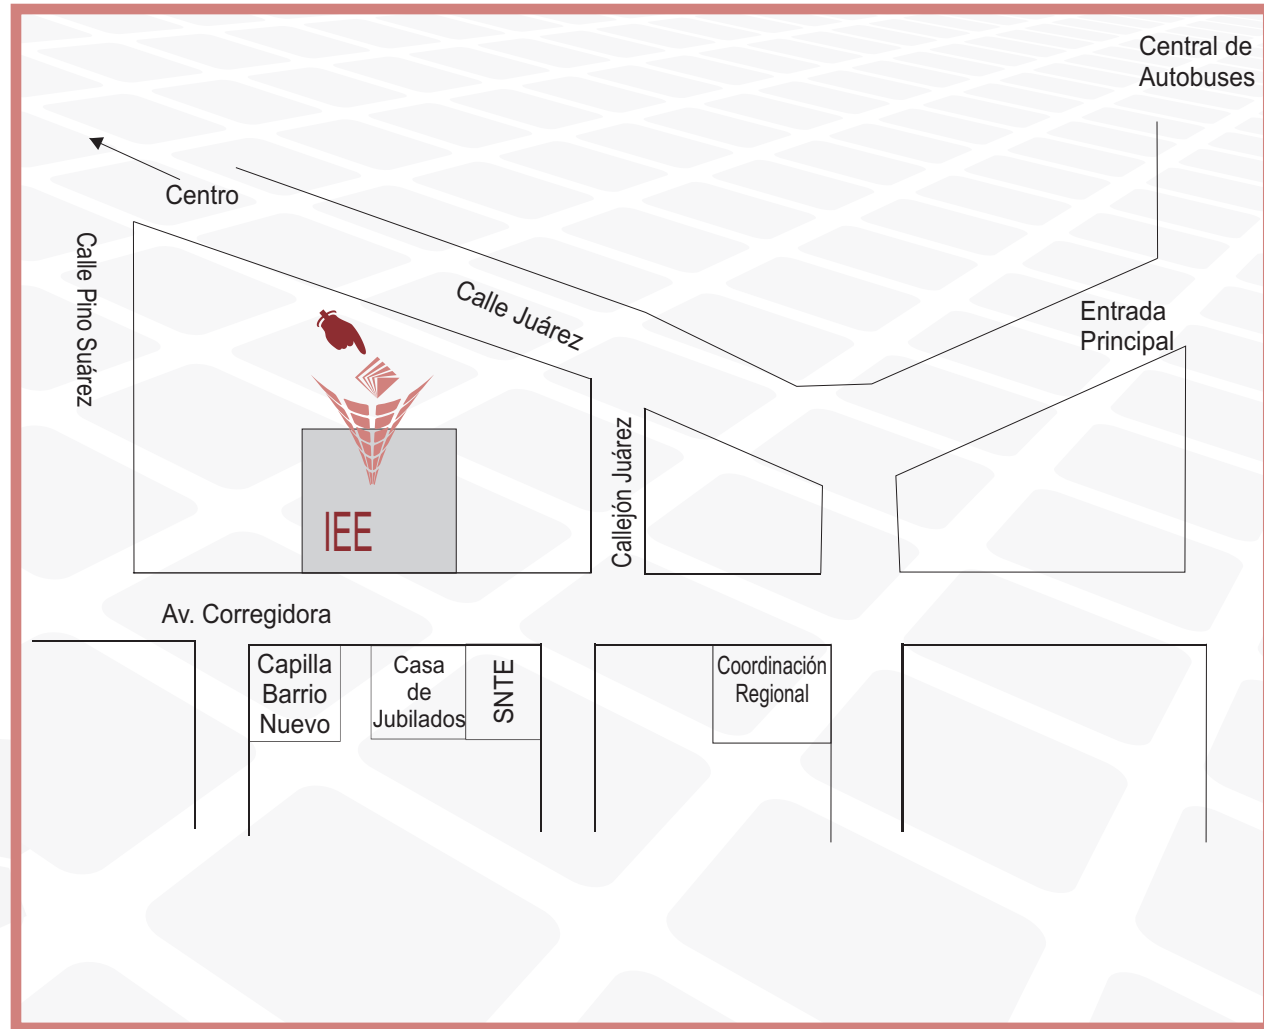 Central de
Autobuses
Centro
Calle Pino Suárez
Calle Juárez
Entrada
Principal
Callejón Juárez
IEE
Av. Corregidora
Capilla
Barrio
Nuevo
Casa
de
Jubilados
SNTE
Coordinación
Regional